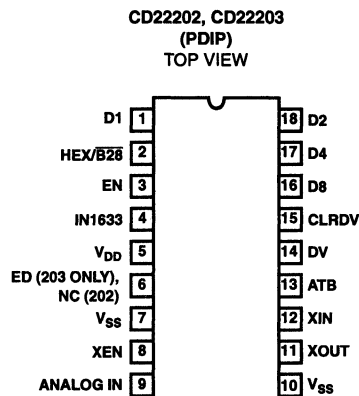 CD22202, CD22203
(PDIP)
TOP VIEW
D1 1 18 D2
HEX/B28 2 17 D4
EN 3 16 D8
IN1633 4 15 CLRDV
VDD 5 14 DV
ED (203 ONLY),
NC (202) 6 13 ATB
VSS 7 12 XIN
XEN 8 11 XOUT
ANALOG IN 9 10 VSS